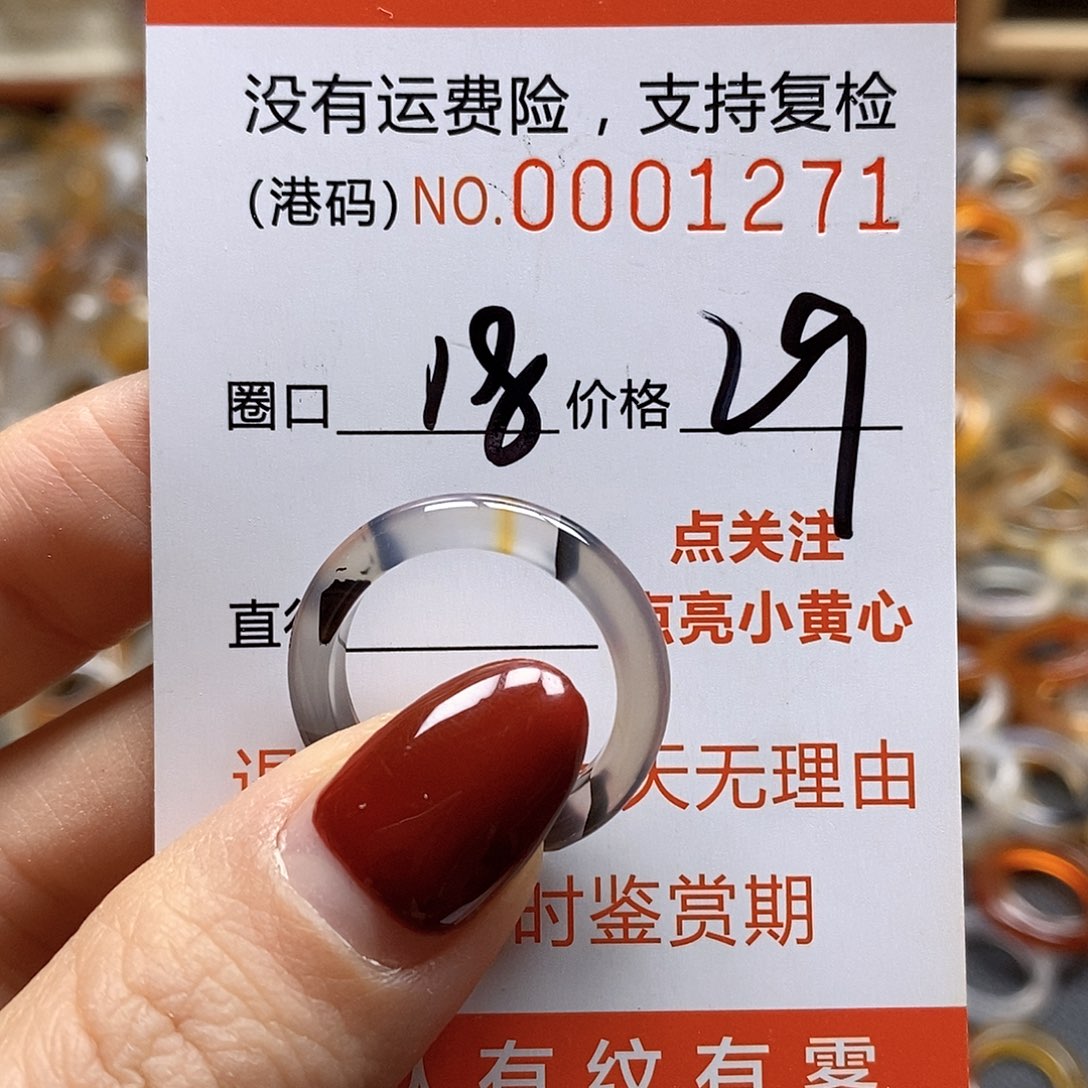 没有运费险，支持复检
(港码) NO.0001271
圈口 18 价格 29
点关注
直 亮小黄心
天无理由
时鉴赏期
有纹有零